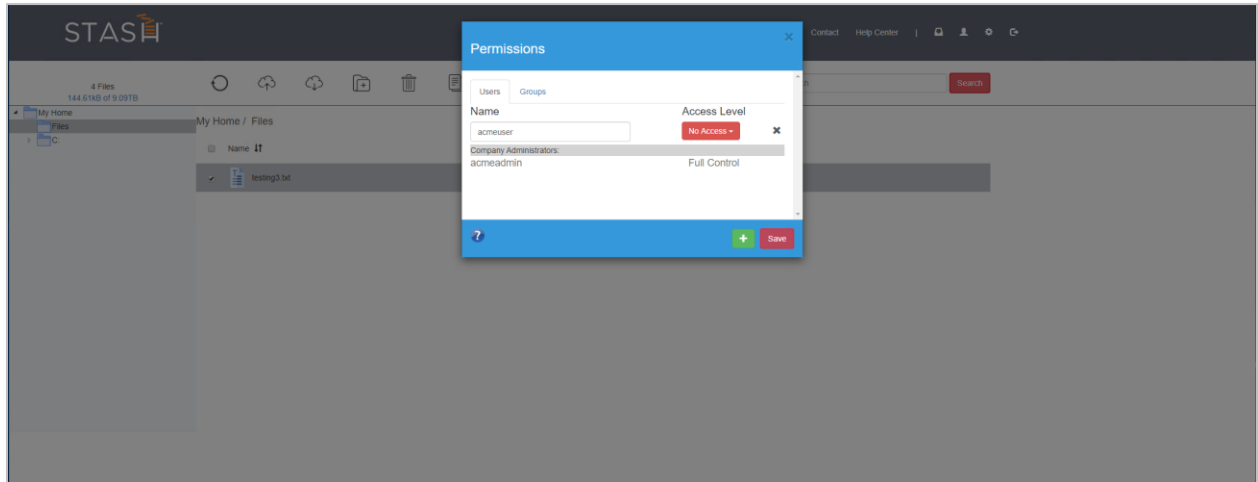 STASH
Contact Help Center |
4 Files
144.61kB of 9.09TB
Search
My Home
Files
C:
My Home / Files
Name
testing3.txt
Permissions
×
Users Groups
Name Access Level
acmeuser No Access
Company Administrators:
acmeadmin Full Control
? + Save